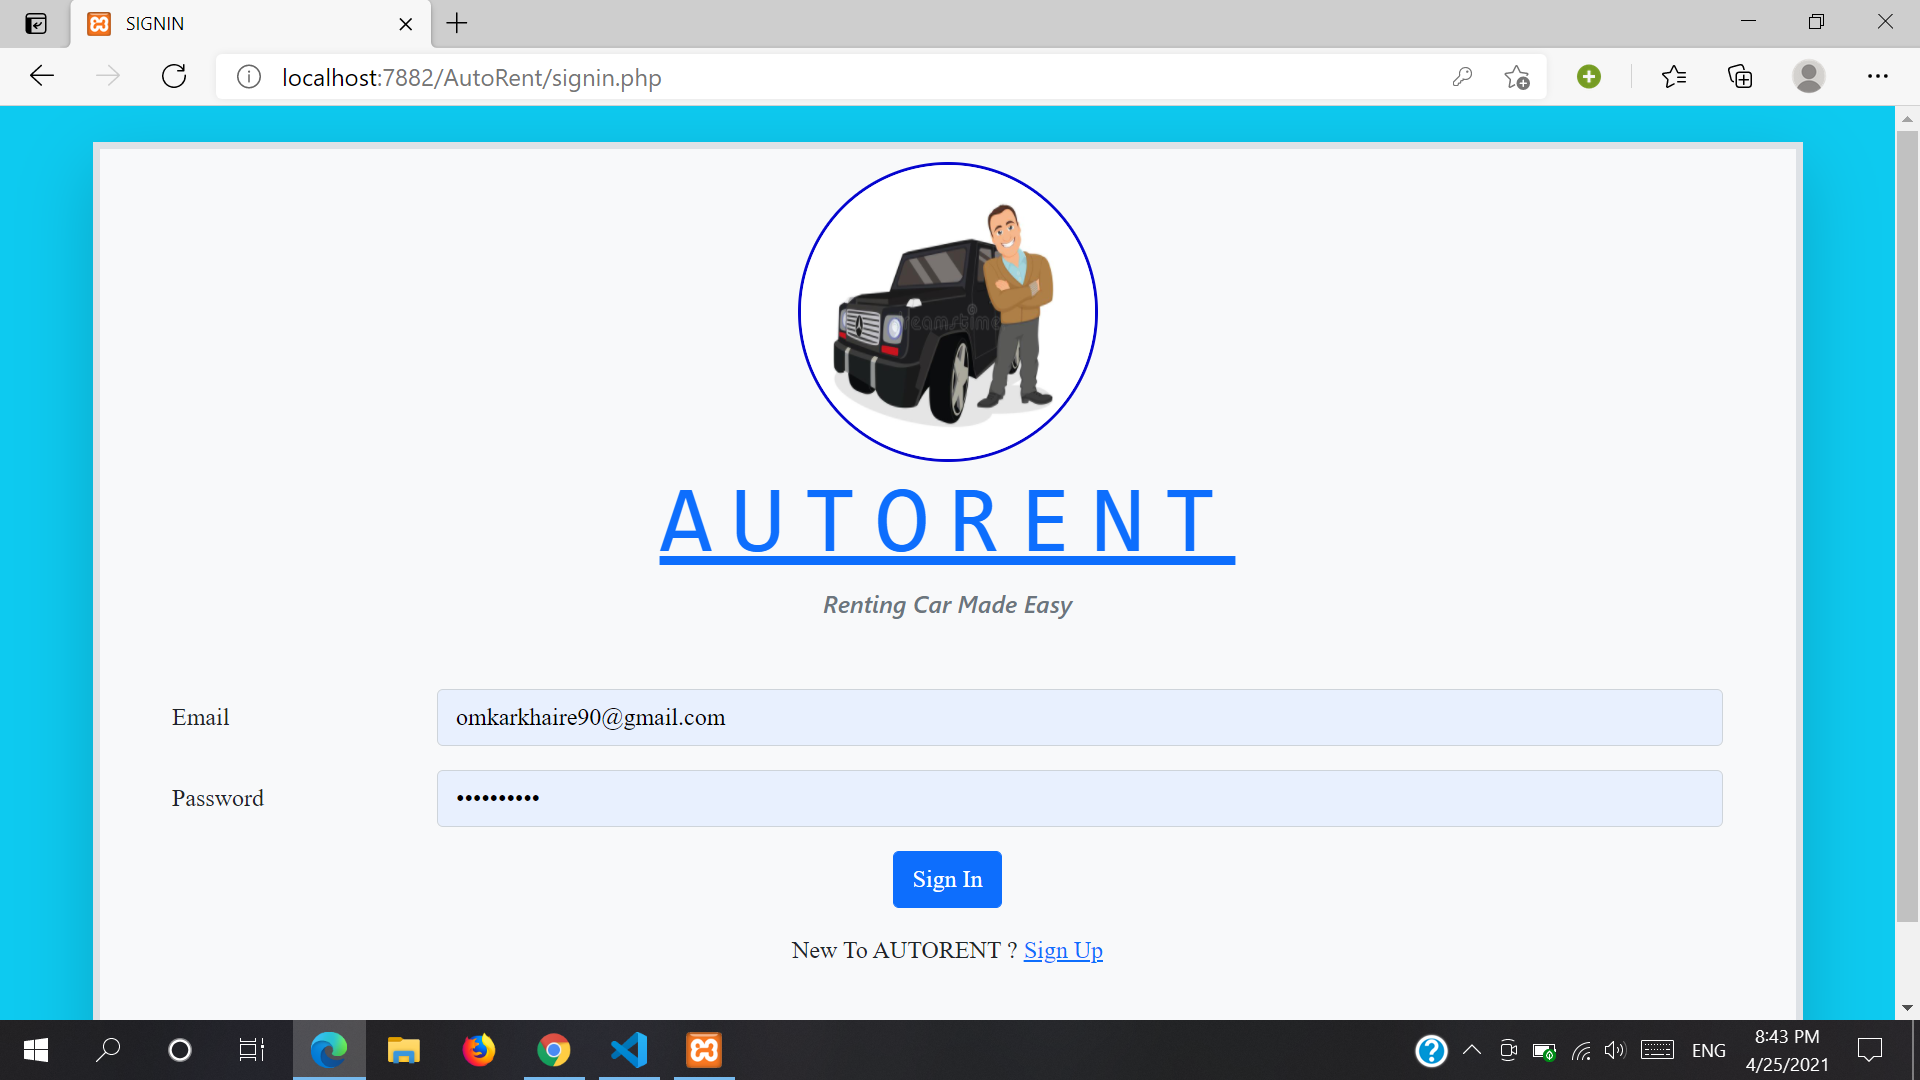 SIGNIN
localhost:7882/AutoRent/signin.php
dreamstime
AUTORENT
Renting Car Made Easy
Email
omkarkhaire90@gmail.com
Password
••••••••••
Sign In
New To AUTORENT ? Sign Up
ENG
8:43 PM
4/25/2021